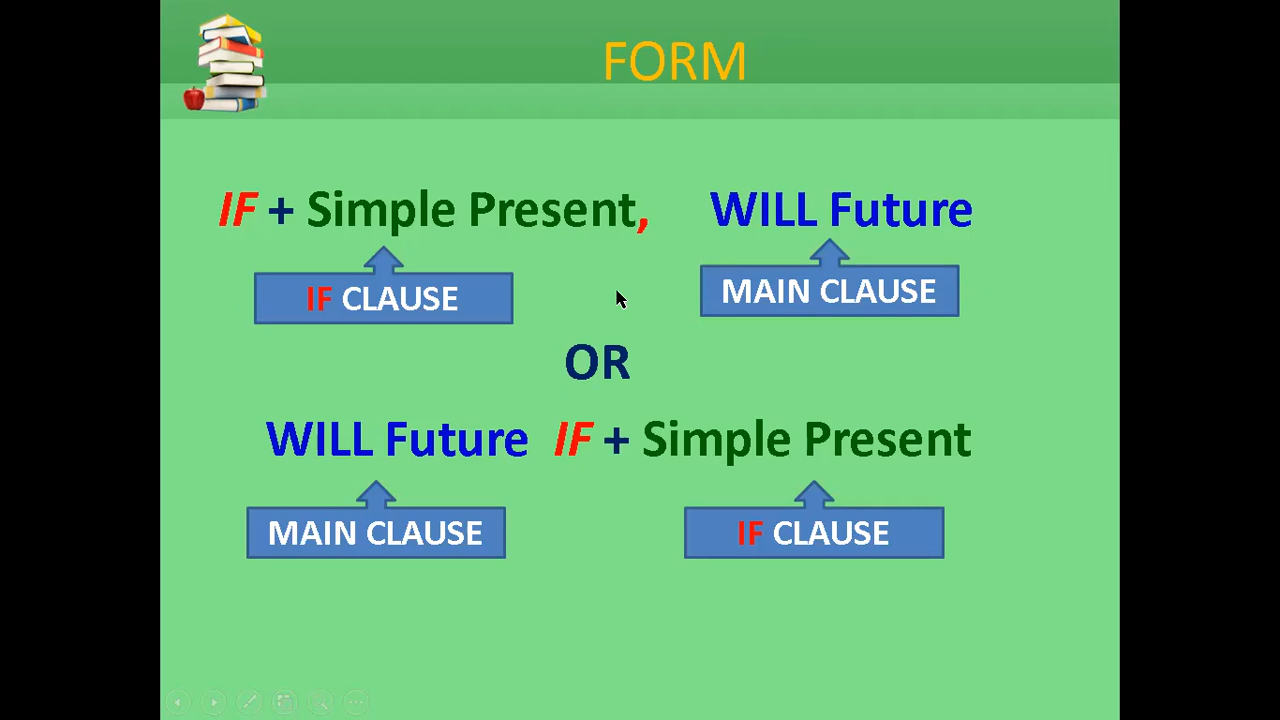 FORM
IF + Simple Present, WILL Future
IF CLAUSE MAIN CLAUSE
OR
WILL Future IF + Simple Present
MAIN CLAUSE IF CLAUSE